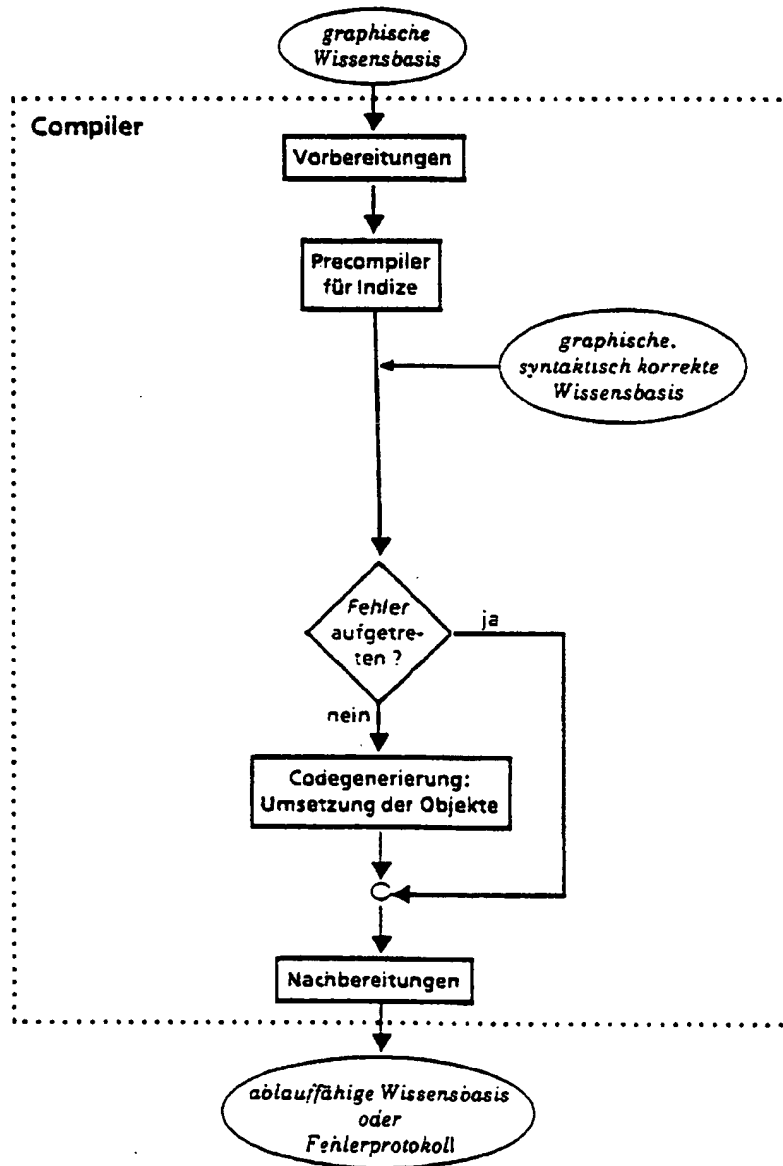 graphische
Wissensbasis
Compiler
Vorbereitungen
Precompiler
für Indize
graphische,
syntaktisch korrekte
Wissensbasis
Fehler
aufgetre-
ten ?
ja
nein
Codegenerierung:
Umsetzung der Objekte
Nachbereitungen
ablauffähige Wissensbasis
oder
Fehlerprotokoll